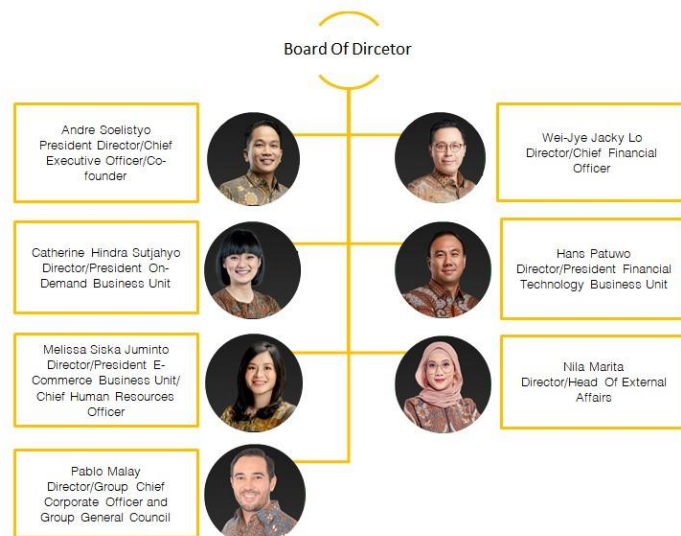 Board Of Dircetor
Andre Soelistyo
President Director/Chief
Executive Officer/Co-
founder
Wei-Jye Jacky Lo
Director/Chief Financial
Officer
Catherine Hindra Sutjahyo
Director/President On-
Demand Business Unit
Hans Patuwo
Director/President Financial
Technology Business Unit
Melissa Siska Juminto
Director/President E-
Commerce Business Unit/
Chief Human Resources
Officer
Nila Marita
Director/Head Of External
Affairs
Pablo Malay
Director/Group Chief
Corporate Officer and
Group General Council